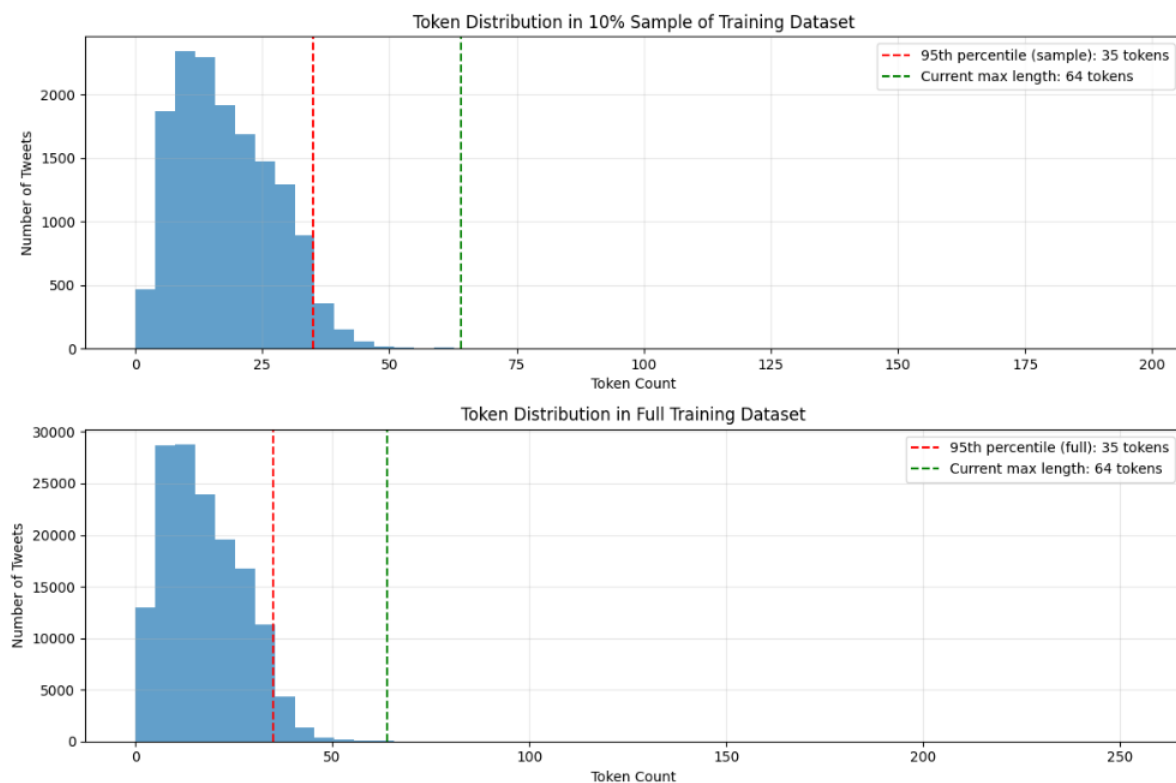 Token Distribution in 10% Sample of Training Dataset
95th percentile (sample): 35 tokens
Current max length: 64 tokens
Number of Tweets
2000
1500
1000
500
0
0 25 50 75 100 125 150 175 200
Token Count
Token Distribution in Full Training Dataset
95th percentile (full): 35 tokens
Current max length: 64 tokens
Number of Tweets
30000
25000
20000
15000
10000
5000
0
0 50 100 150 200 250
Token Count